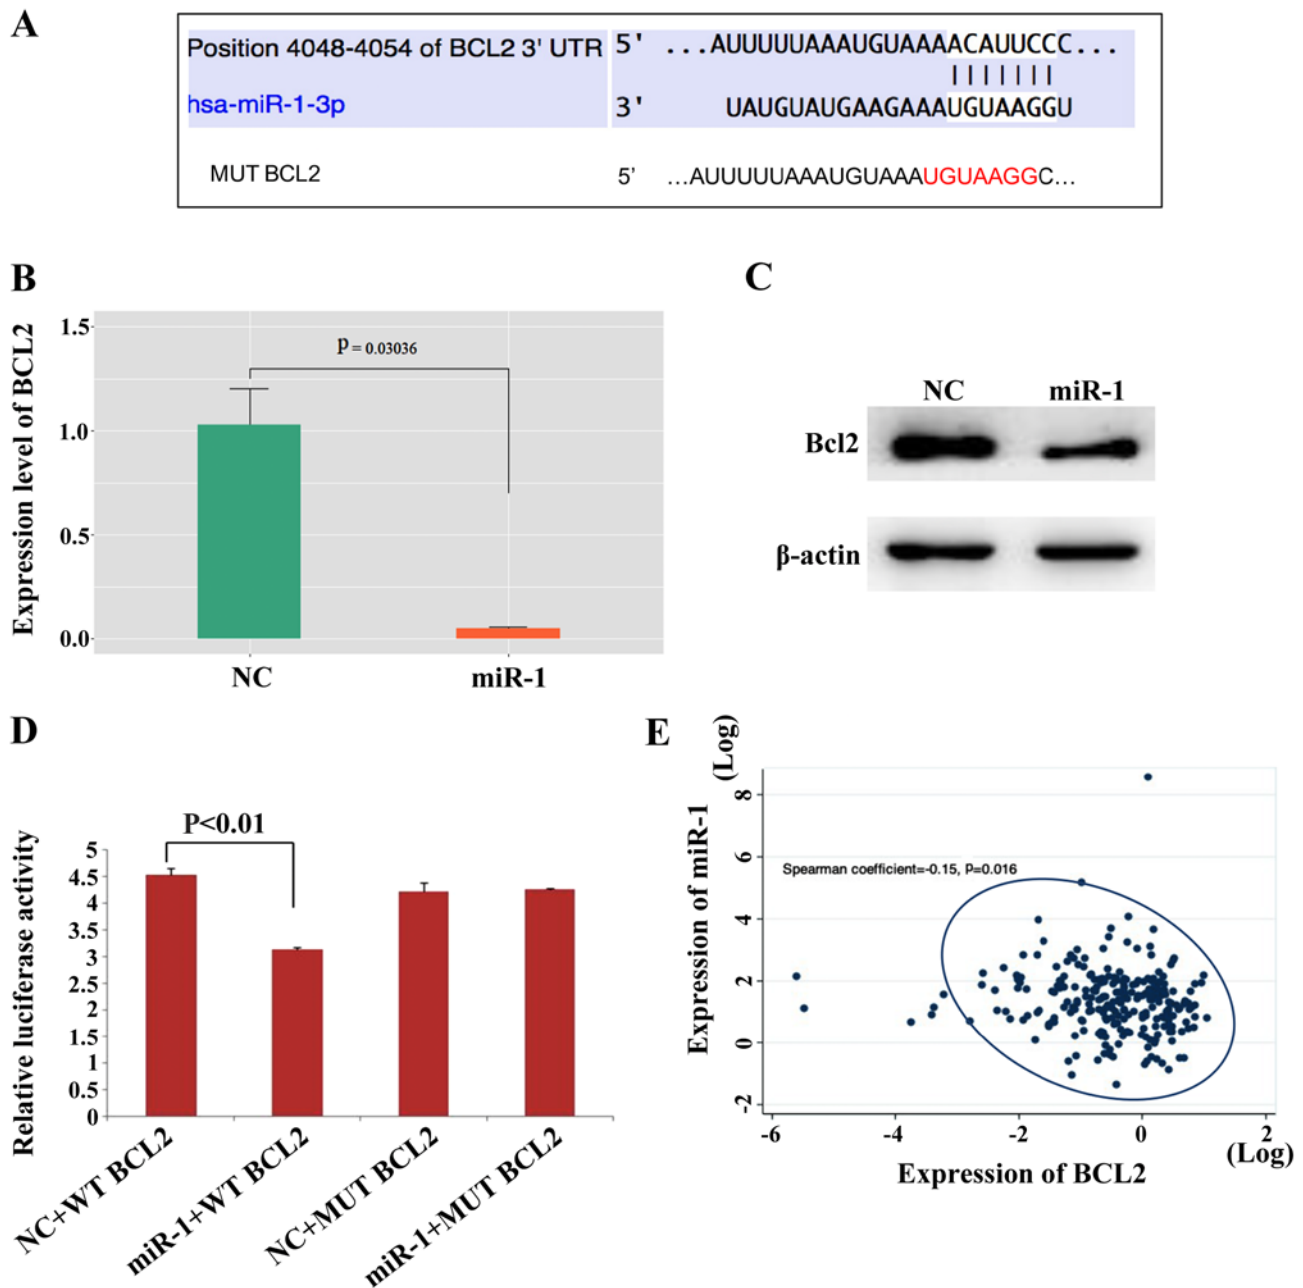 A
Position 4048-4054 of BCL2 3' UTR 5' ...AUUUUUAAAUGUAAAACAUUCCC...
hsa-miR-1-3p 3' UAUGUAUGAAGAAAUGUAAGGU
MUT BCL2 5' ...AUUUUUAAAUGUAAAUGUAAGGC...
B
Expression level of BCL2
1.5
1.0
0.5
0.0
p = 0.03036
NC miR-1
C
NC miR-1
Bcl2
β-actin
D
Relative luciferase activity
5
4.5
4
3.5
3
2.5
2
1.5
1
0.5
0
P<0.01
NC+WT BCL2
miR-1+WT BCL2
NC+MUT BCL2
miR-1+MUT BCL2
E
Expression of miR-1 (Log)
8
6
4
2
0
-2
Spearman coefficient=-0.15, P=0.016
-6 -4 -2 0 2
Expression of BCL2 (Log)